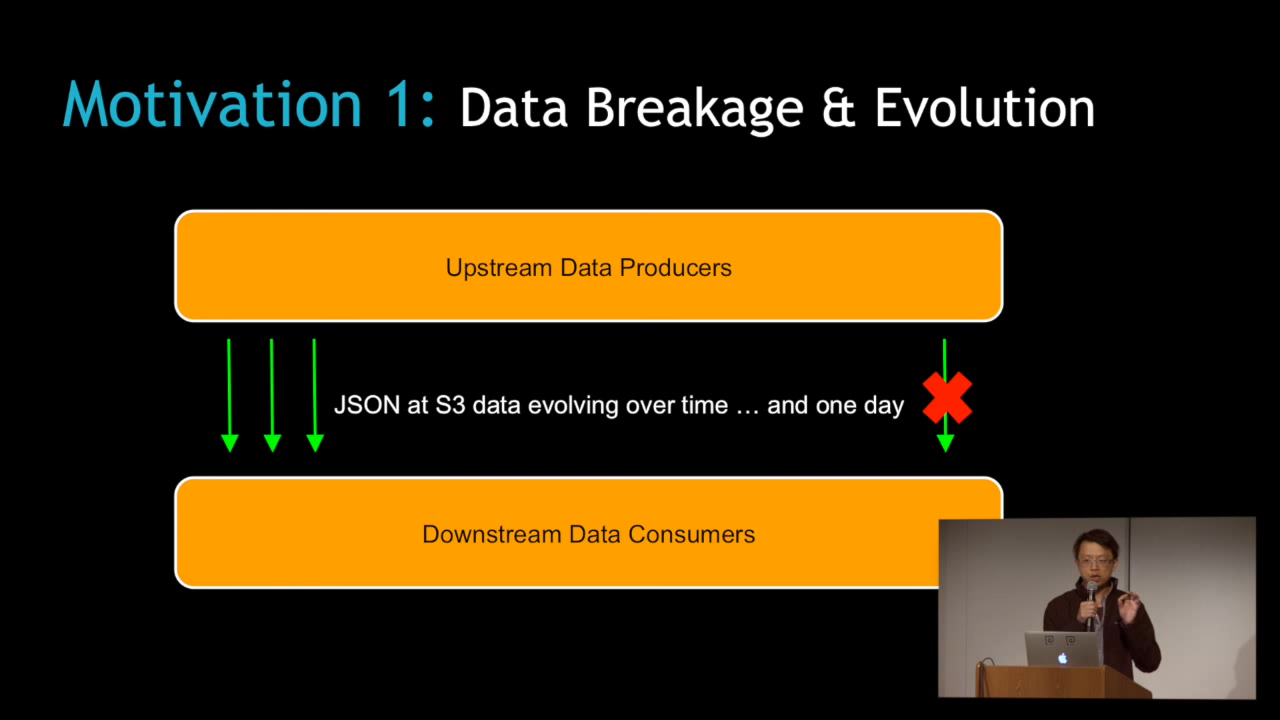 Motivation 1: Data Breakage & Evolution
Upstream Data Producers
JSON at S3 data evolving over time … and one day
Downstream Data Consumers